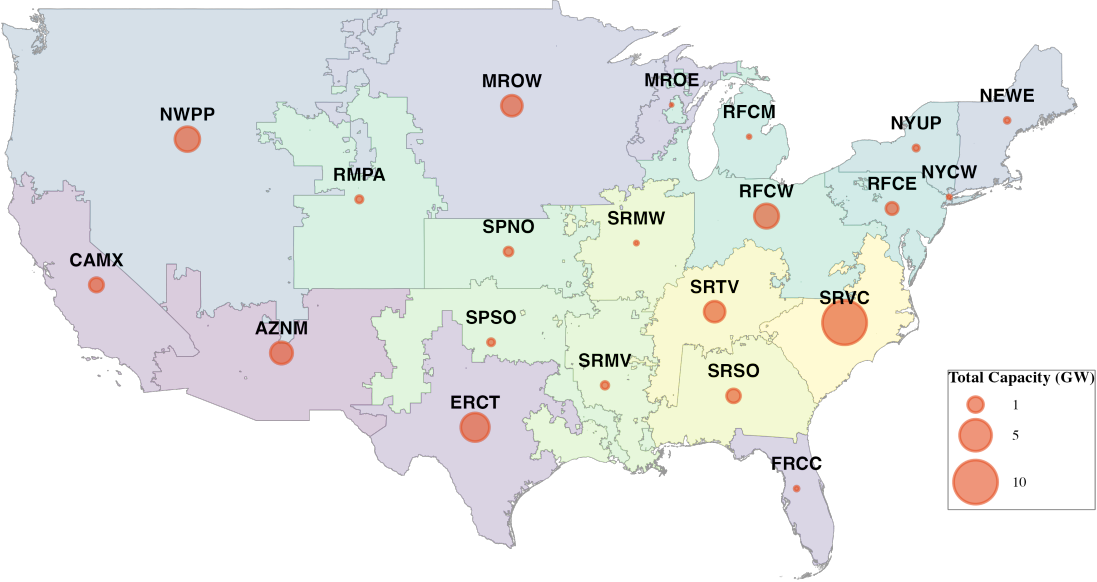 MROE
MROW
NEWE
RFCM
NWPP
NYUP
NYCW
RMPA
RFCE
RFCW
SRMW
SPNO
CAMX
SRTV
SRVC
SPSO
AZNM
SRMV
SRSO
Total Capacity (GW)
ERCT
1
5
FRCC
10